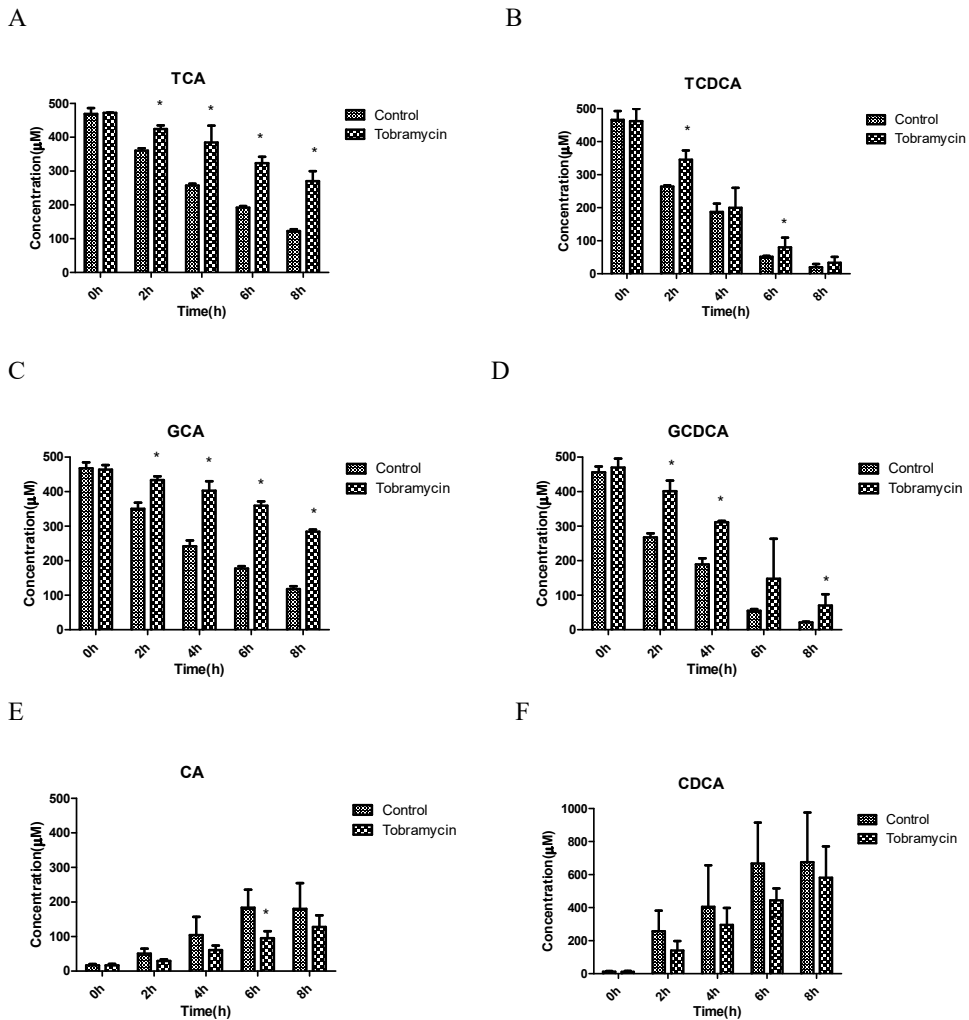 A
TCA
500
400
300
200
100
0
Concentration(μM)
* * * *
0h 2h 4h 6h 8h
Time(h)
Control
Tobramycin
B
TCDCA
500
400
300
200
100
0
Concentration(μM)
* *
0h 2h 4h 6h 8h
Time(h)
Control
Tobramycin
C
GCA
500
400
300
200
100
0
Concentration(μM)
* * * *
0h 2h 4h 6h 8h
Time(h)
Control
Tobramycin
D
GCDCA
500
400
300
200
100
0
Concentration(μM)
* * *
0h 2h 4h 6h 8h
Time(h)
Control
Tobramycin
E
CA
500
400
300
200
100
0
Concentration(μM)
*
0h 2h 4h 6h 8h
Time(h)
Control
Tobramycin
F
CDCA
1000
800
600
400
200
0
Concentration(μM)
0h 2h 4h 6h 8h
Time(h)
Control
Tobramycin